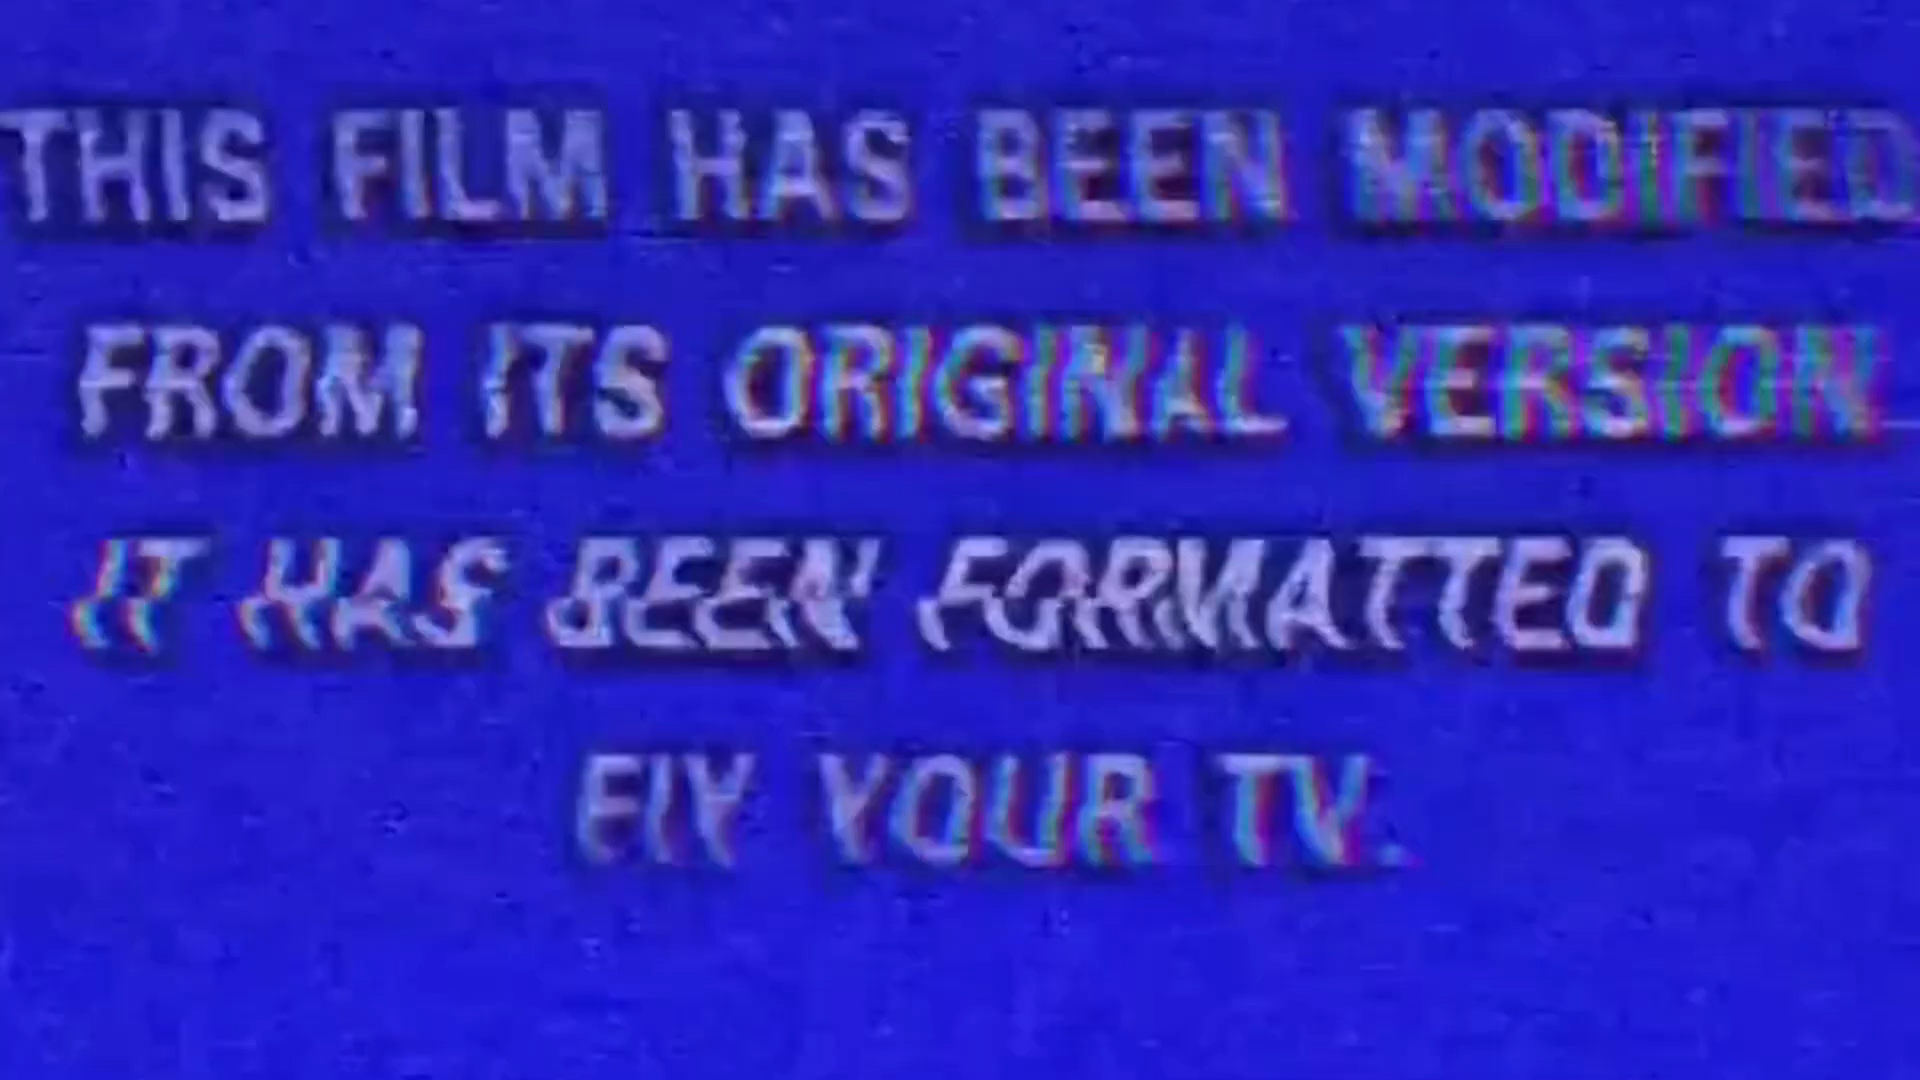 THIS FILM HAS BEEN MODIFIED
FROM ITS ORIGINAL VERSION
IT HAS BEEN FORMATTED TO
FIY YOUR TV.